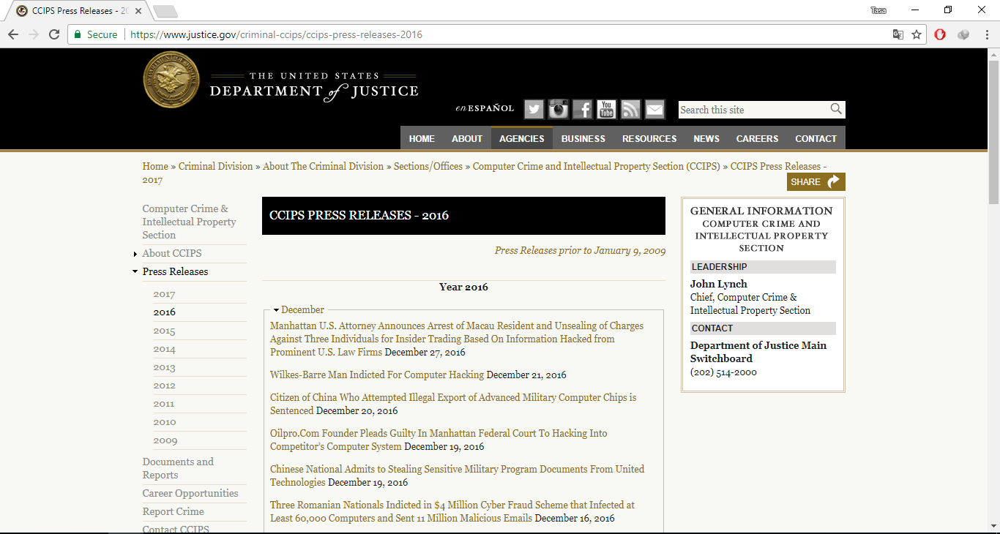 CCIPS Press Releases - 20
Tasa
Secure
https://www.justice.gov/criminal-ccips/ccips-press-releases-2016
THE UNITED STATES
DEPARTMENT of JUSTICE
en ESPAÑOL
You
Tube
Search this site
HOME ABOUT AGENCIES BUSINESS RESOURCES NEWS CAREERS CONTACT
Home » Criminal Division » About The Criminal Division » Sections/Offices » Computer Crime and Intellectual Property Section (CCIPS) » CCIPS Press Releases -
2017
SHARE
Computer Crime &
Intellectual Property
Section
About CCIPS
Press Releases
2017
2016
2015
2014
2013
2012
2011
2010
2009
Documents and
Reports
Career Opportunities
Report Crime
Contact CCIPS
CCIPS PRESS RELEASES - 2016
Press Releases prior to January 9, 2009
Year 2016
December
Manhattan U.S. Attorney Announces Arrest of Macau Resident and Unsealing of Charges
Against Three Individuals for Insider Trading Based On Information Hacked from
Prominent U.S. Law Firms December 27, 2016
Wilkes-Barre Man Indicted For Computer Hacking December 21, 2016
Citizen of China Who Attempted Illegal Export of Advanced Military Computer Chips is
Sentenced December 20, 2016
Oilpro.Com Founder Pleads Guilty In Manhattan Federal Court To Hacking Into
Competitor's Computer System December 19, 2016
Chinese National Admits to Stealing Sensitive Military Program Documents From United
Technologies December 19, 2016
Three Romanian Nationals Indicted in $4 Million Cyber Fraud Scheme that Infected at
Least 60,000 Computers and Sent 11 Million Malicious Emails December 16, 2016
GENERAL INFORMATION
COMPUTER CRIME AND
INTELLECTUAL PROPERTY
SECTION
LEADERSHIP
John Lynch
Chief, Computer Crime &
Intellectual Property Section
CONTACT
Department of Justice Main
Switchboard
(202) 514-2000